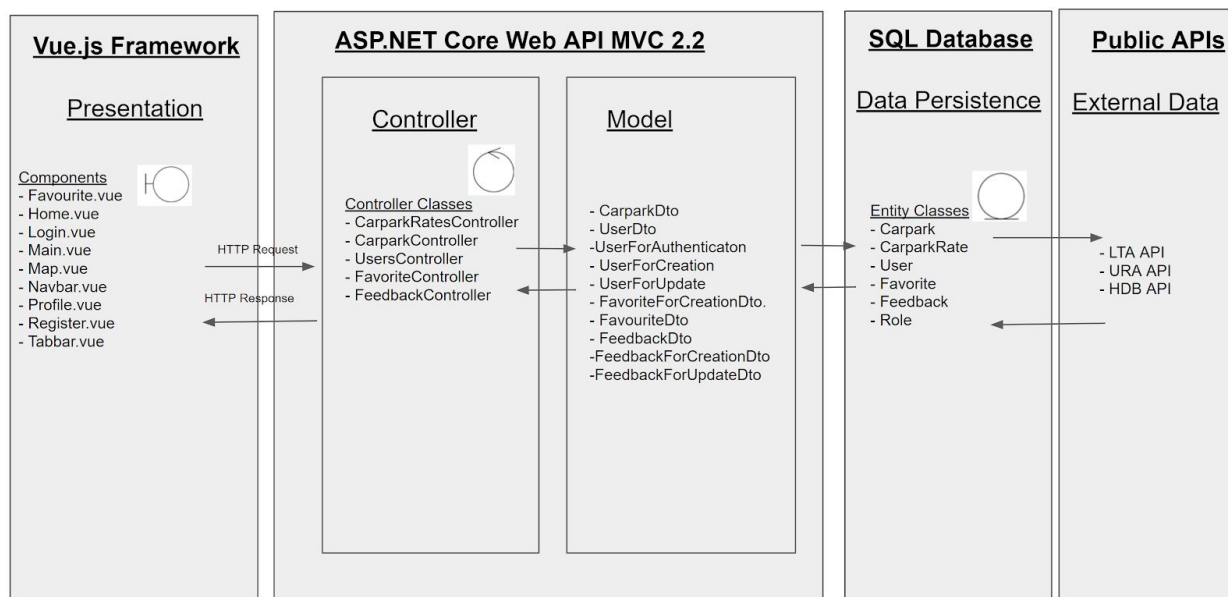 Vue.js Framework
Presentation
Components
- Favourite.vue
- Home.vue
- Login.vue
- Main.vue
- Map.vue
- Navbar.vue
- Profile.vue
- Register.vue
- Tabbar.vue
HTTP Request
HTTP Response
ASP.NET Core Web API MVC 2.2
Controller
Controller Classes
- CarparkRatesController
- CarparkController
- UsersController
- FavoriteController
- FeedbackController
Model
- CarparkDto
- UserDto
-UserForAuthenticaton
- UserForCreation
- UserForUpdate
- FavoriteForCreationDto.
- FavouriteDto
- FeedbackDto
-FeedbackForCreationDto
-FeedbackForUpdateDto
SQL Database
Data Persistence
Entity Classes
- Carpark
- CarparkRate
- User
- Favorite
- Feedback
- Role
Public APIs
External Data
- LTA API
- URA API
- HDB API